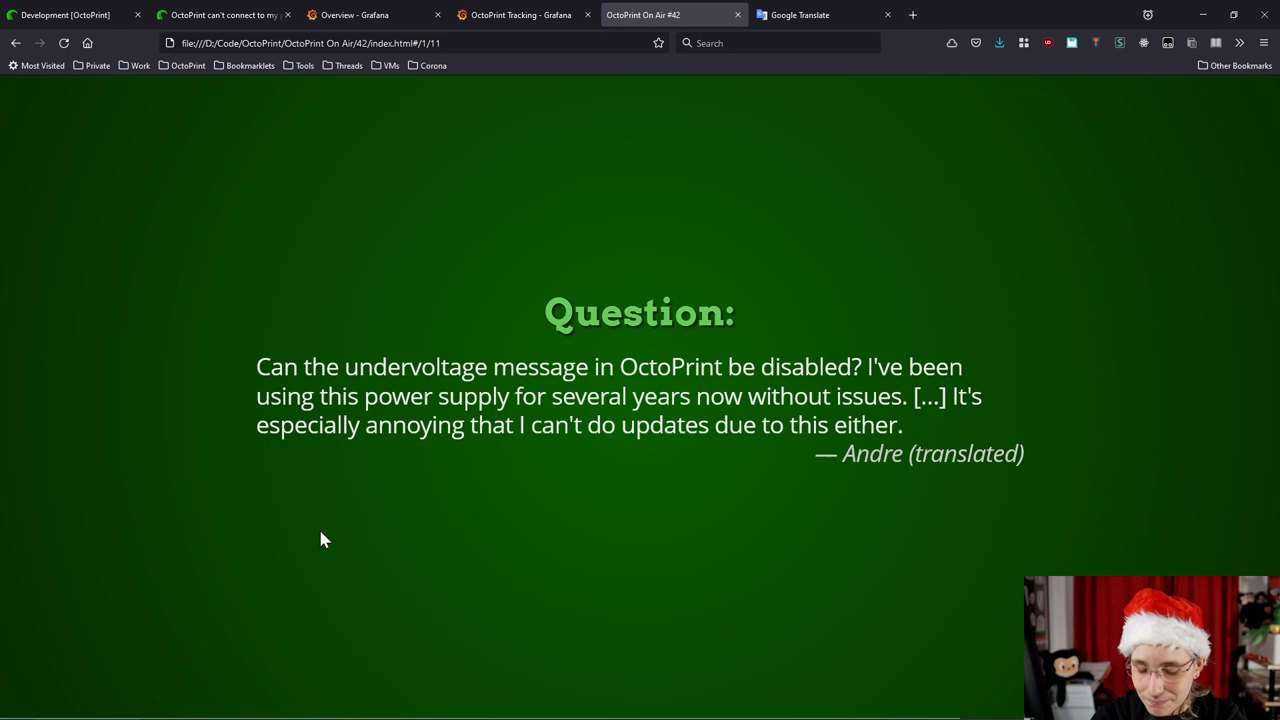 Development [OctoPrint]
OctoPrint can't connect to my p
Overview - Grafana
OctoPrint Tracking - Grafana
OctoPrint On Air #42
Google Translate
file:///D:/Code/OctoPrint/OctoPrint On Air/42/index.html#/1/11
Search
Most Visited
Private
Work
OctoPrint
Bookmarklets
Tools
Threads
VMs
Corona
Other Bookmarks
Question:
Can the undervoltage message in OctoPrint be disabled? I've been
using this power supply for several years now without issues. [...] It's
especially annoying that I can't do updates due to this either.
— Andre (translated)